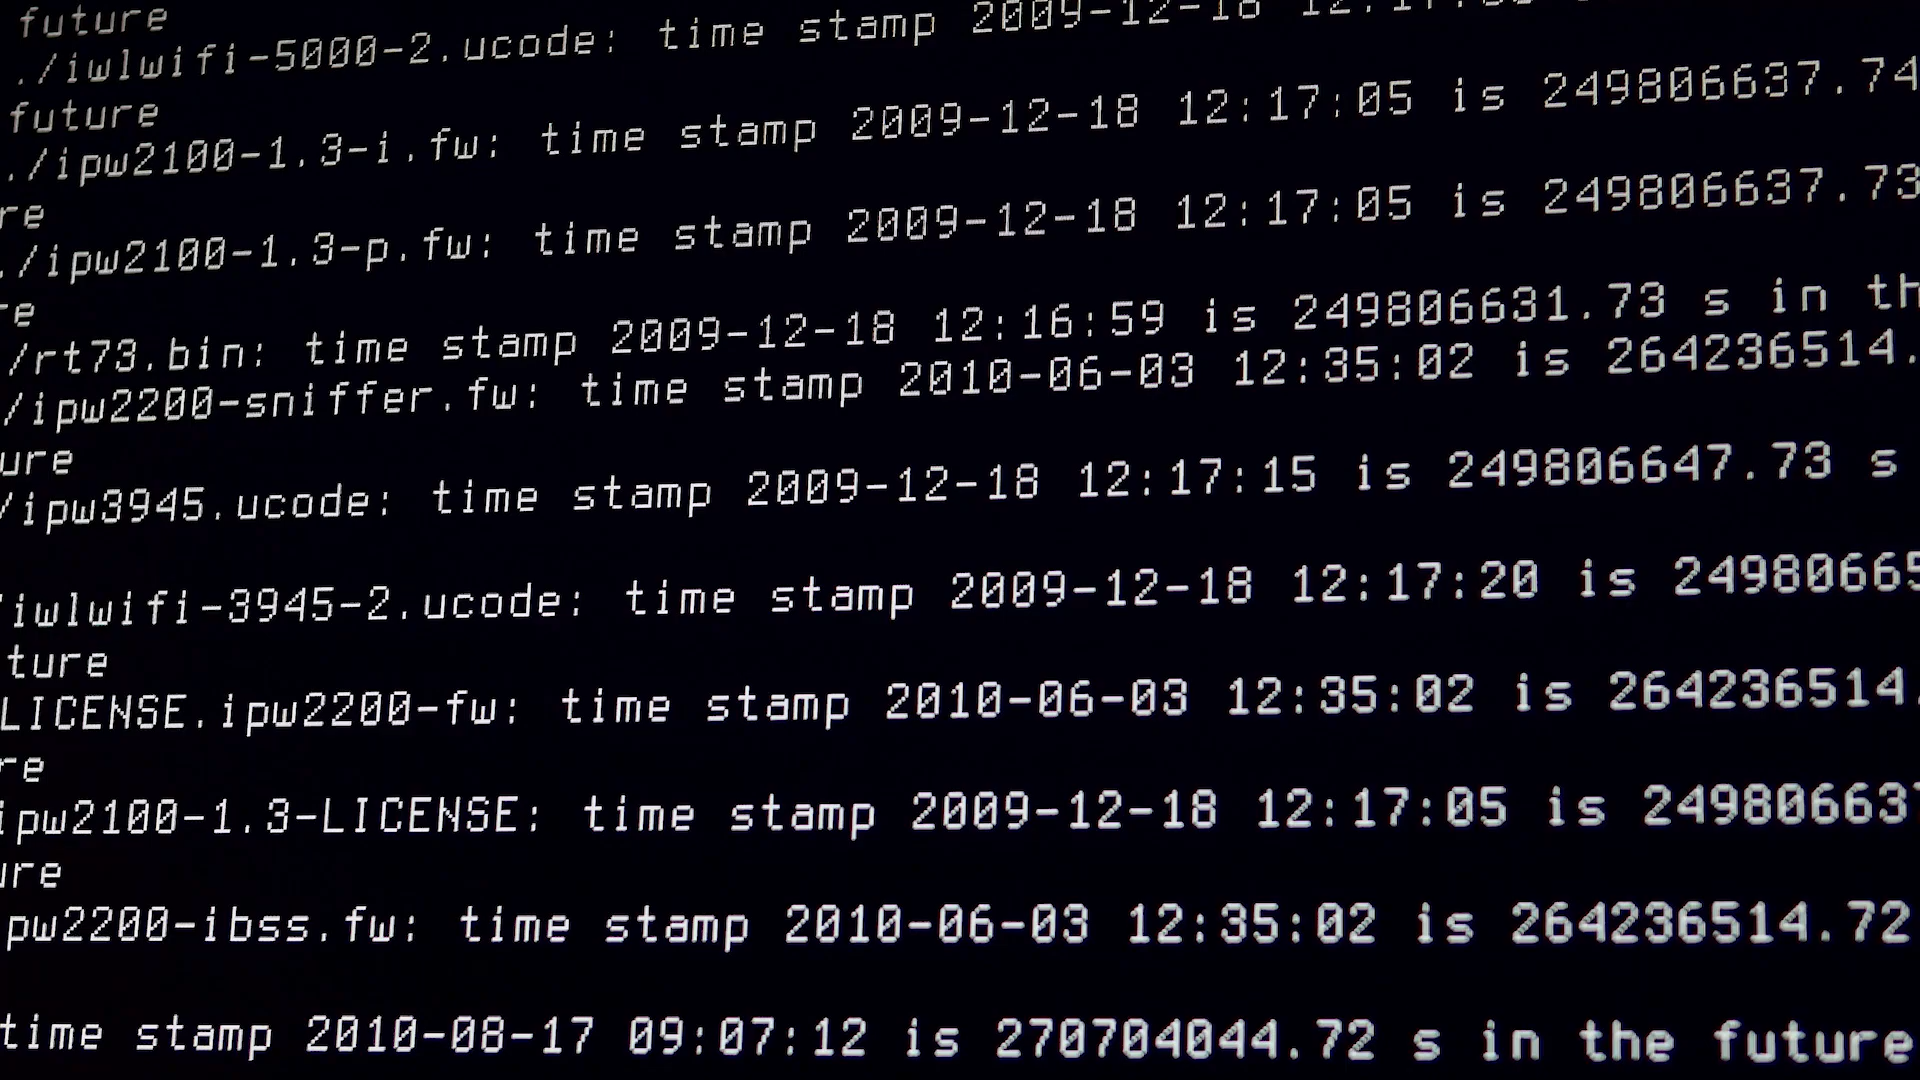 future
./iwlwifi-5000-2.ucode: time stamp 2009-12-18
future
./ipw2100-1.3-i.fw: time stamp 2009-12-18 12:17:05 is 249806637.74
re
./ipw2100-1.3-p.fw: time stamp 2009-12-18 12:17:05 is 249806637.73
re
/rt73.bin: time stamp 2009-12-18 12:16:59 is 249806631.73 s in th
/ipw2200-sniffer.fw: time stamp 2010-06-03 12:35:02 is 264236514.
ure
/ipw3945.ucode: time stamp 2009-12-18 12:17:15 is 249806647.73 s
iwlwifi-3945-2.ucode: time stamp 2009-12-18 12:17:20 is 24980665
ture
LICENSE.ipw2200-fw: time stamp 2010-06-03 12:35:02 is 264236514.
re
ipw2100-1.3-LICENSE: time stamp 2009-12-18 12:17:05 is 249806637
ure
pw2200-ibss.fw: time stamp 2010-06-03 12:35:02 is 264236514.72
time stamp 2010-08-17 09:07:12 is 270704044.72 s in the future